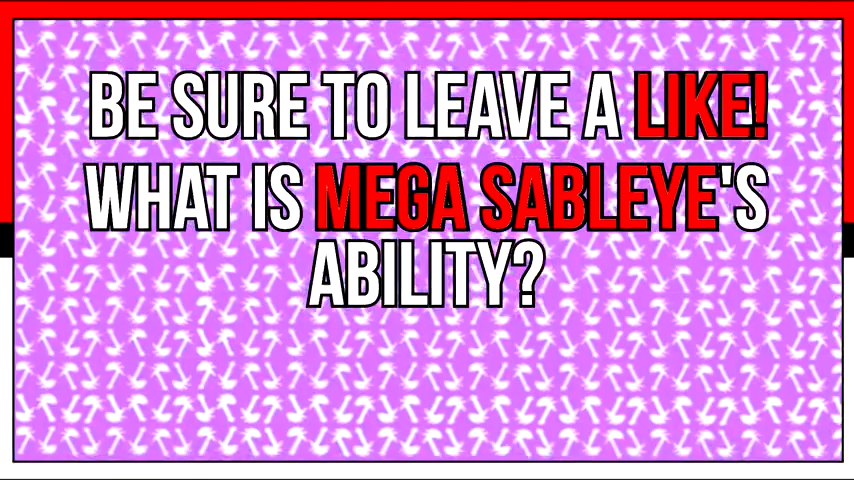 BE SURE TO LEAVE A LIKE!
WHAT IS MEGA SABLEYE'S
ABILITY?